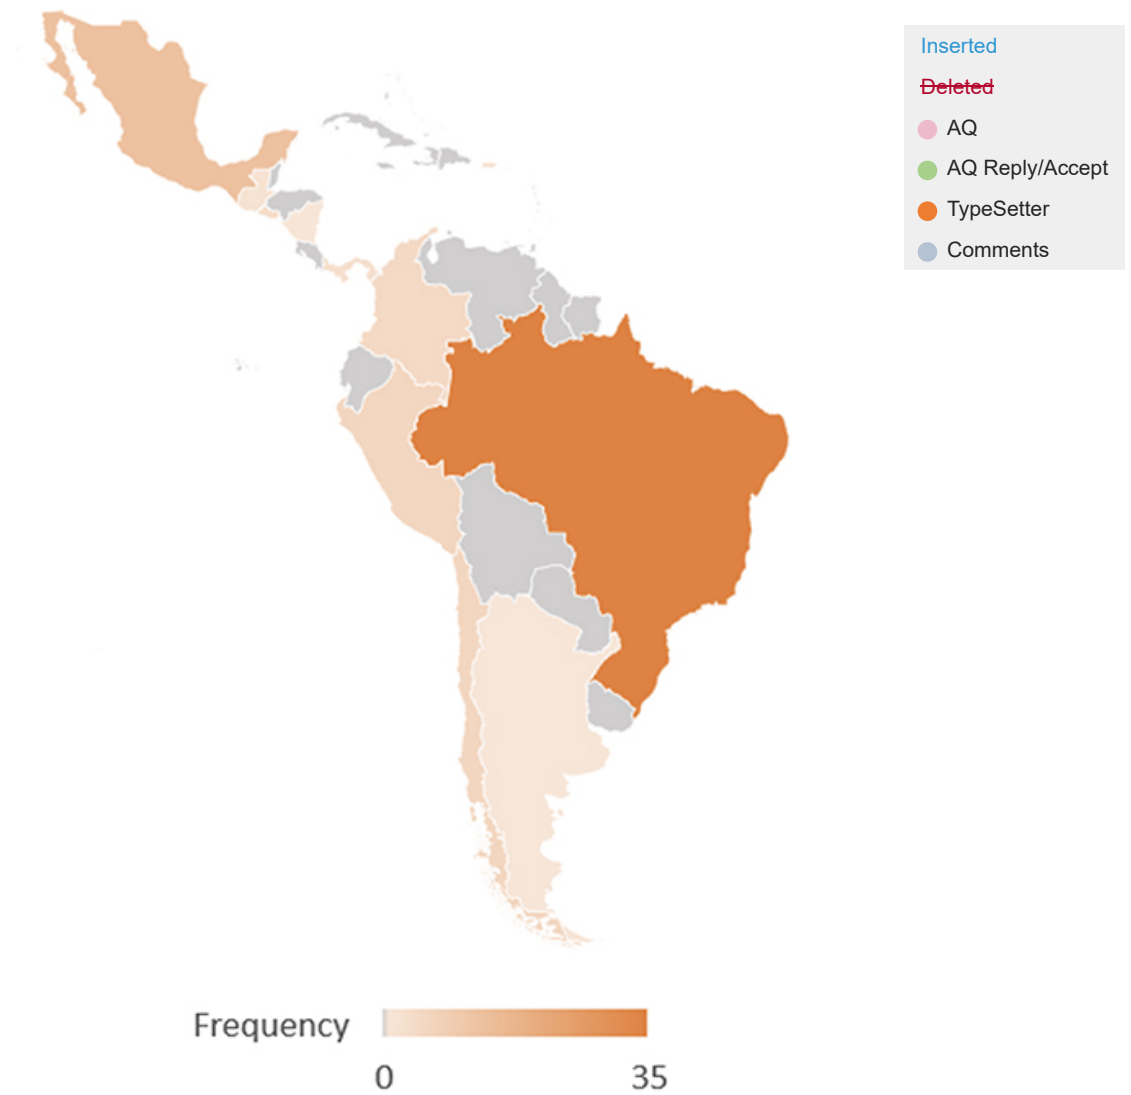 Inserted
Deleted
AQ
AQ Reply/Accept
TypeSetter
Comments
Frequency
0 35